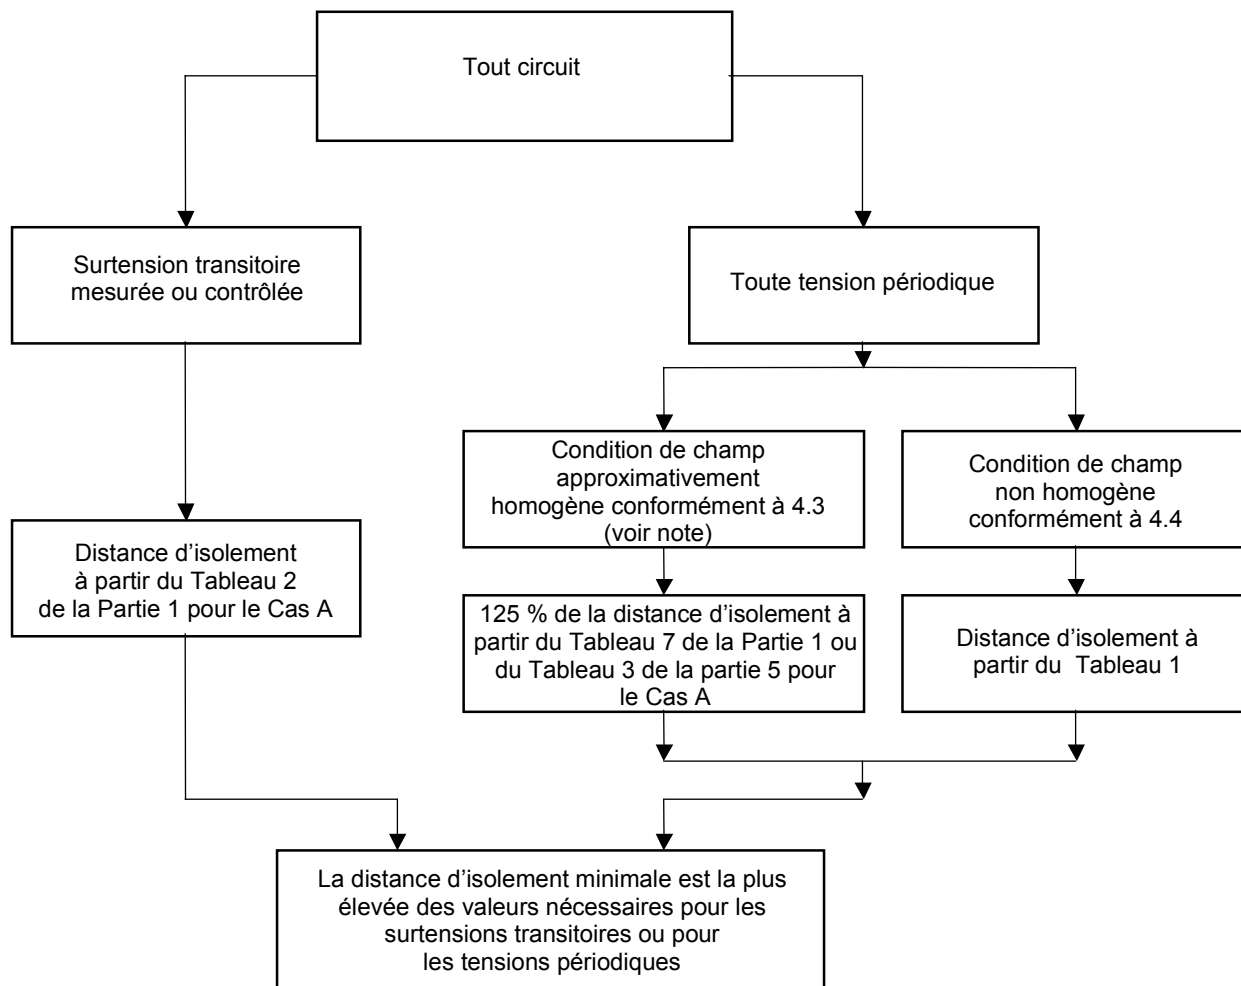 Tout circuit
Surtension transitoire
mesurée ou contrôlée
Toute tension périodique
Condition de champ
approximativement
homogène conformément à 4.3
(voir note)
Condition de champ
non homogène
conformément à 4.4
Distance d’isolement
à partir du Tableau 2
de la Partie 1 pour le Cas A
125 % de la distance d’isolement à
partir du Tableau 7 de la Partie 1 ou
du Tableau 3 de la partie 5 pour
le Cas A
Distance d’isolement à
partir du Tableau 1
La distance d’isolement minimale est la plus
élevée des valeurs nécessaires pour les
surtensions transitoires ou pour
les tensions périodiques